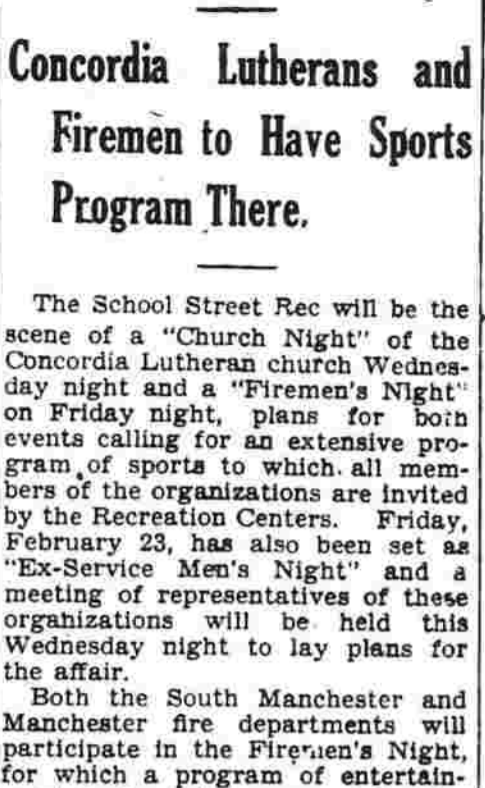 Concordia Lutherans and
Firemen to Have Sports
Program There.
The School Street Rec will be the
scene of a "Church Night" of the
Concordia Lutheran church Wednes-
day night and a "Firemen's Night"
on Friday night, plans for both
events calling for an extensive pro-
gram of sports to which all mem-
bers of the organizations are invited
by the Recreation Centers. Friday,
February 23, has also been set as
"Ex-Service Men's Night" and a
meeting of representatives of these
organizations will be held this
Wednesday night to lay plans for
the affair.
Both the South Manchester and
Manchester fire departments will
participate in the Firemen's Night,
for which a program of entertain-